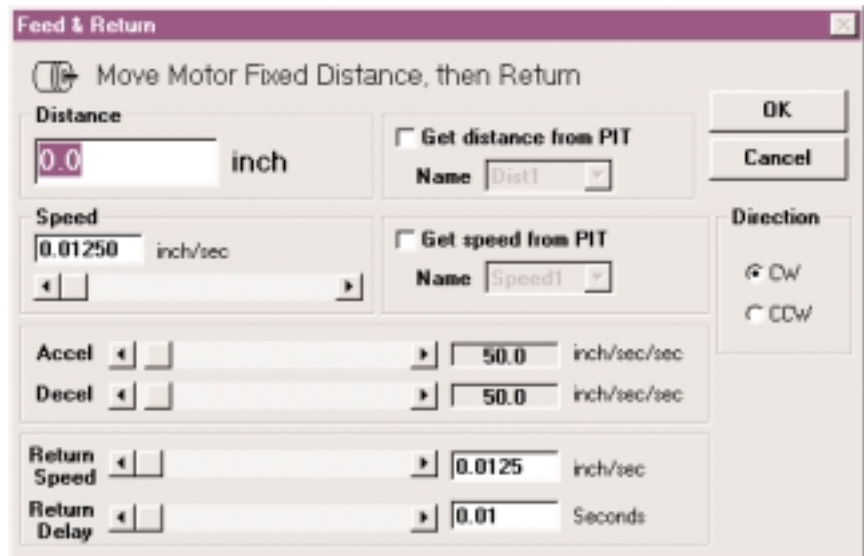 Feed & Return
Move Motor Fixed Distance, then Return
Distance
0.0 inch
Get distance from PIT
Name Dist1
OK
Cancel
Speed
0.01250 inch/sec
Get speed from PIT
Name Speed1
Direction
CW
CCW
Accel 50.0 inch/sec/sec
Decel 50.0 inch/sec/sec
Return
Speed 0.0125 inch/sec
Return
Delay 0.01 Seconds